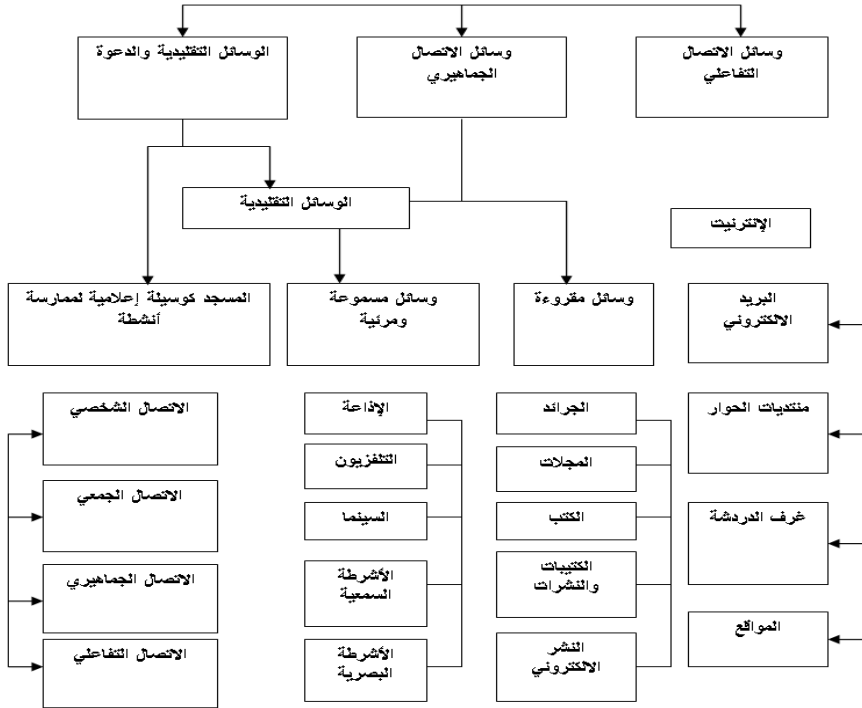 وسائل الاتصال
التفاعلي
وسائل الاتصال
الجماهيري
الوسائل التقليدية والدعوة
الوسائل التقليدية
الإنترنيت
البريد
الالكتروني
وسائل مقروءة
وسائل مسموعة
ومرئية
المسجد كوسيلة إعلامية لممارسة
أنشطة
منتديات الحوار
غرف الدردشة
المواقع
الجرائد
المجلات
الكتب
الكتيبات
والنشرات
النشر
الالكتروني
الإذاعة
التلفزيون
السينما
الأشرطة
السمعية
الأشرطة
البصرية
الاتصال الشخصي
الاتصال الجمعي
الاتصال الجماهيري
الاتصال التفاعلي